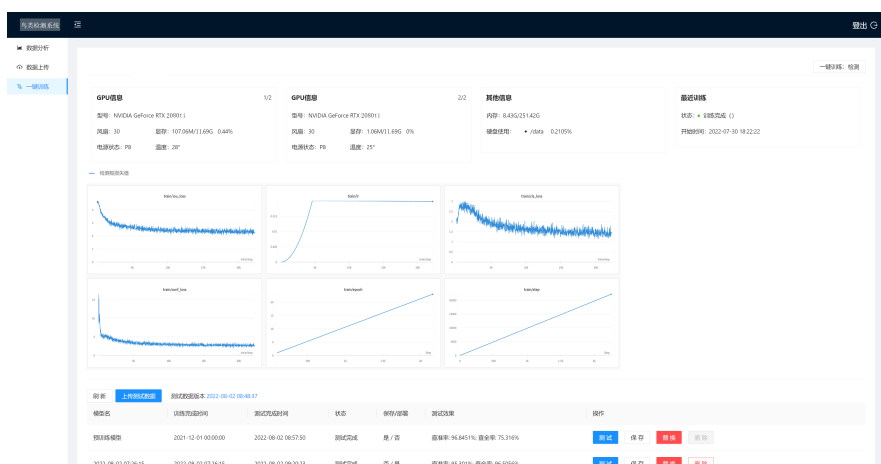 鸟类检测系统
登出
数据分析
数据上传
一键训练
一键训练：检测
GPU信息 1/2
型号：NVIDIA GeForce RTX 2080Ti
风扇：30 显存：107.06M/11.69G 0.44%
电源状态：P8 温度：28°
GPU信息 2/2
型号：NVIDIA GeForce RTX 2080Ti
风扇：30 显存：1.06M/11.69G 0%
电源状态：P8 温度：25°
其他信息
内存：8.43G/251.42G
硬盘使用： /data 0.2105%
最近训练
状态： 训练完成 ()
开始时间：2022-07-30 18:22:22
train/iou_loss
train/lr
train/cls_loss
train/conf_loss
train/epoch
train/step
刷新 上传测试数据 测试数据版本 2022-08-02 08:48:37
模型名 训练完成时间 测试完成时间 状态 保存/部署 测试效果 操作
预训练模型 2021-12-01 00:00:00 2022-08-02 08:57:50 测试完成 是 / 否 查准率: 96.8451%; 查全率: 75.316% 测试 保存 替换 删除